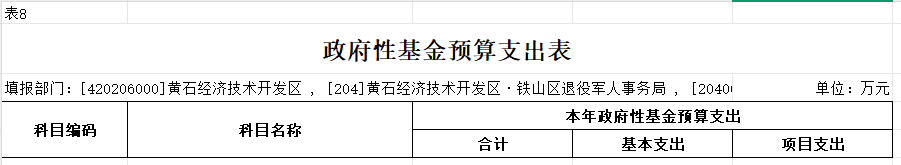 表8
政府性基金预算支出表
填报部门：[420206000]黄石经济技术开发区 , [204]黄石经济技术开发区·铁山区退役军人事务局 , [20400 单位：万元
科目编码 科目名称 本年政府性基金预算支出
合计 基本支出 项目支出